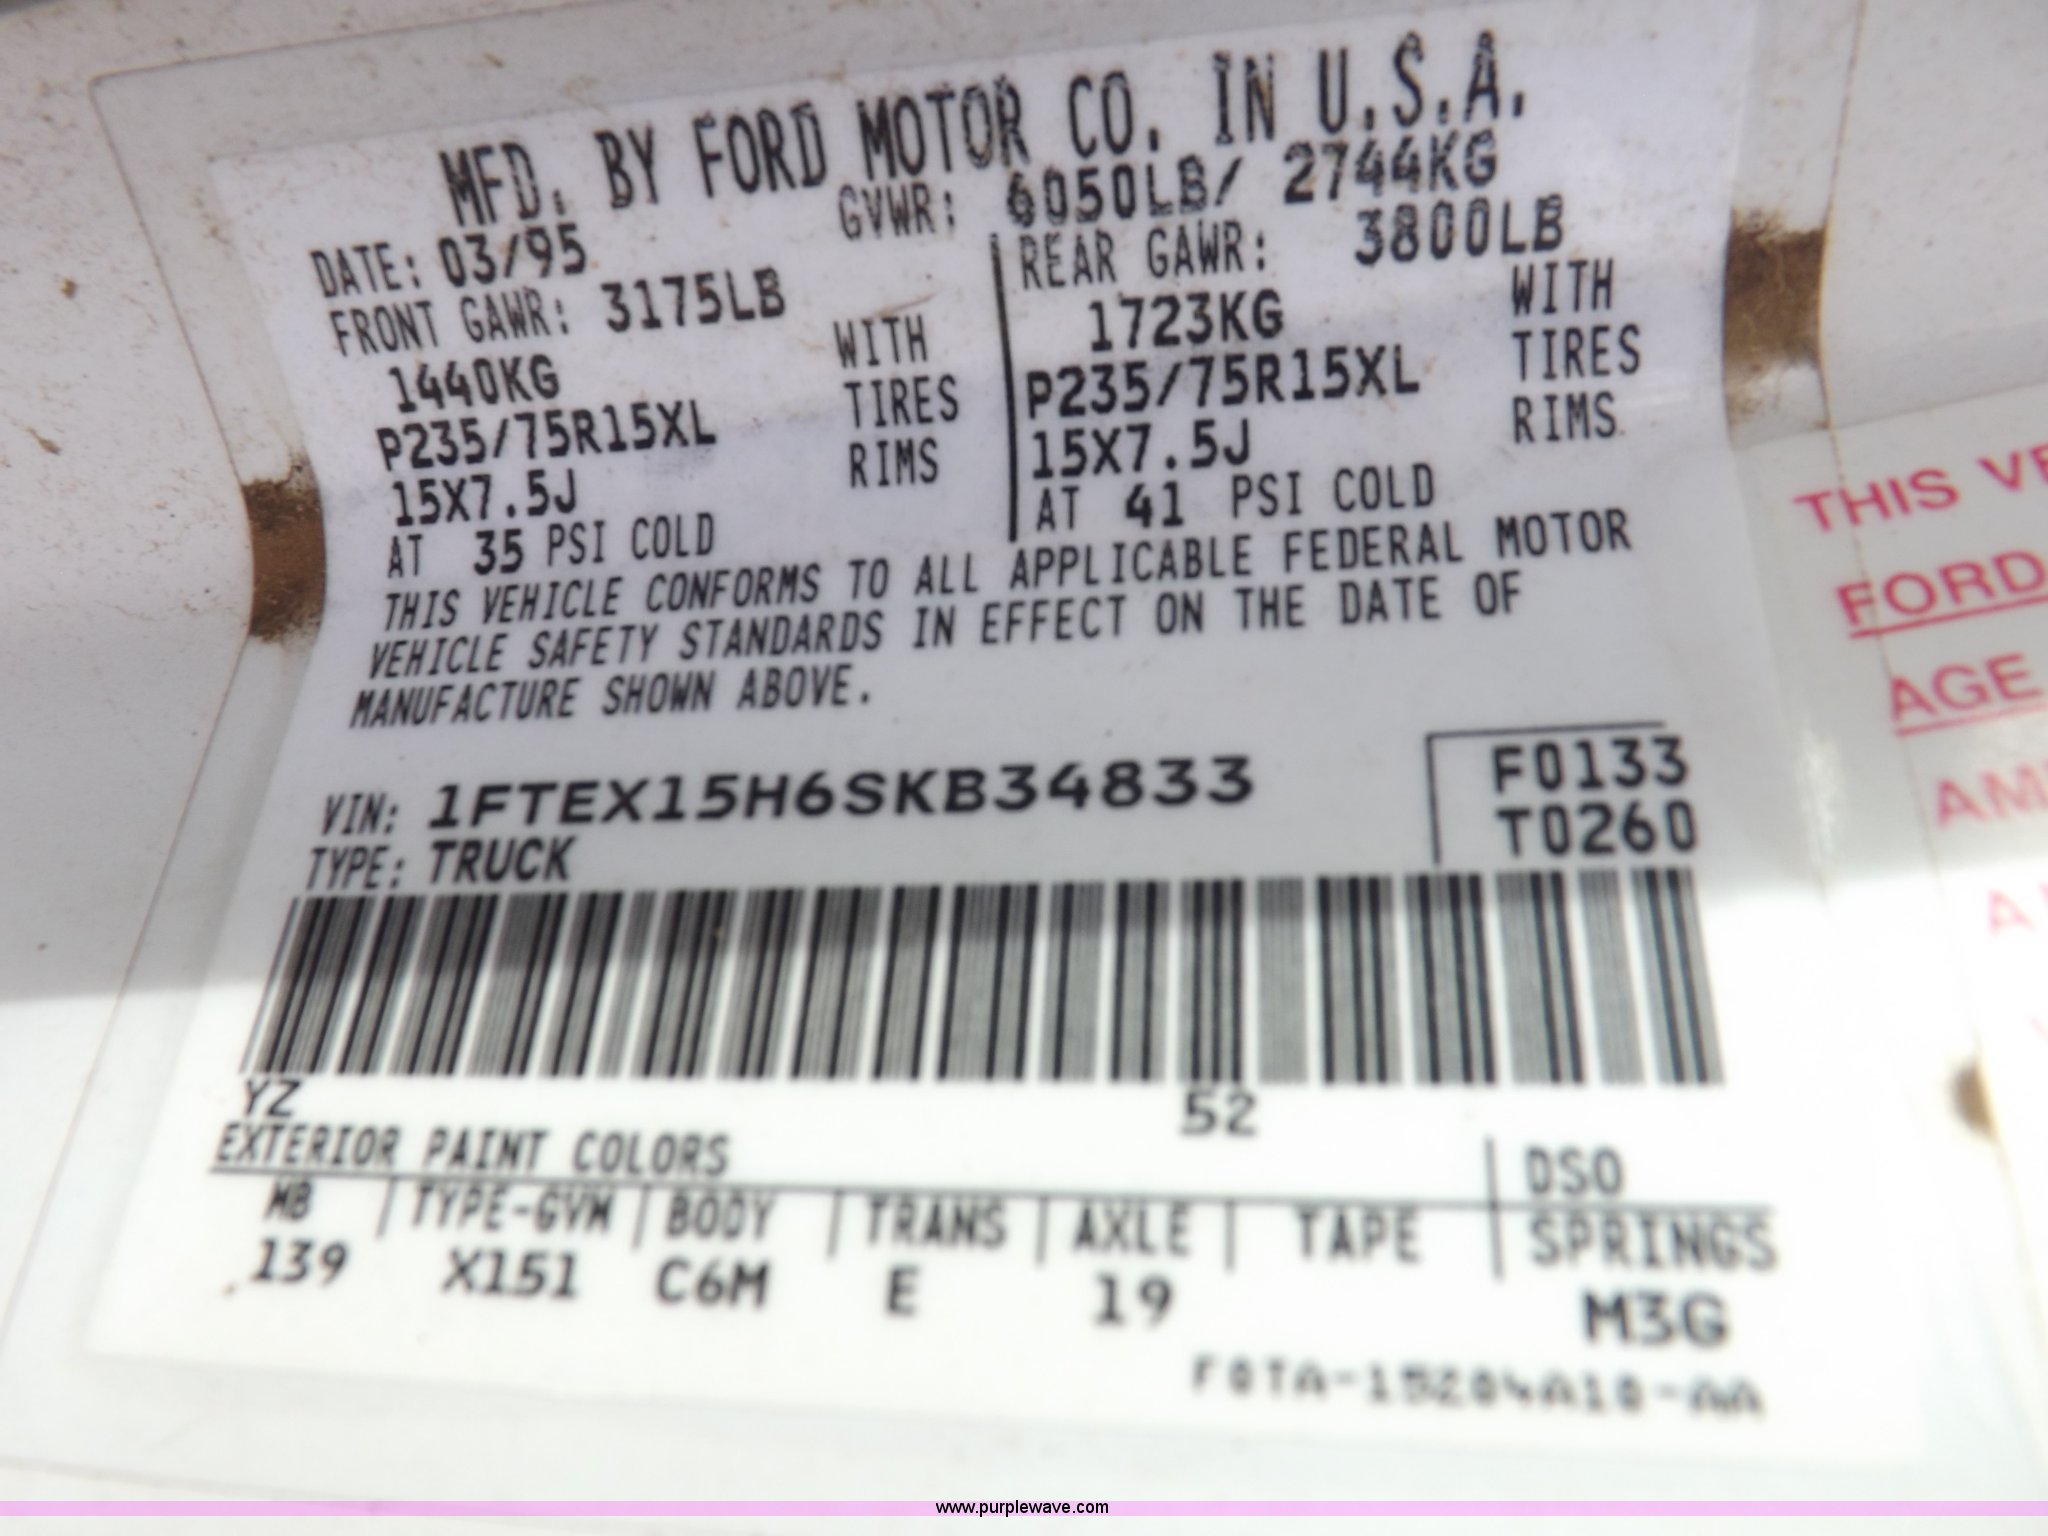 MFD. BY FORD MOTOR CO. IN U.S.A.
DATE: 03/95 GVWR: 6050LB/ 2744KG
FRONT GAWR: 3175LB REAR GAWR: 3800LB
1440KG WITH 1723KG WITH
P235/75R15XL TIRES P235/75R15XL TIRES
15X7.5J RIMS 15X7.5J RIMS
AT 35 PSI COLD AT 41 PSI COLD
THIS VEHICLE CONFORMS TO ALL APPLICABLE FEDERAL MOTOR
VEHICLE SAFETY STANDARDS IN EFFECT ON THE DATE OF
MANUFACTURE SHOWN ABOVE.
VIN: 1FTEX15H6SKB34833 F0133
TYPE: TRUCK T0260
YZ 52
EXTERIOR PAINT COLORS DSO
WB TYPE-GVW BODY TRANS AXLE TAPE SPRINGS
139 X151 C6M E 19 M3G
F0TA-15204A10-AA
THIS VE
FORD
AGE
AM
A
www.purplewave.com